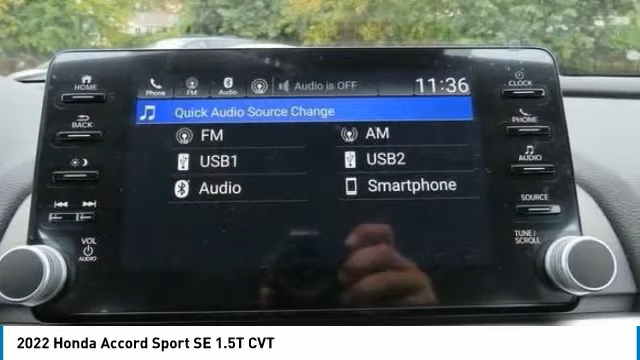 HOME
Phone
FM
Audio
Audio is OFF
11:36
CLOCK
Quick Audio Source Change
BACK
PHONE
FM
AM
USB1
USB2
AUDIO
Audio
Smartphone
SOURCE
VOL
AUDIO
TUNE/
SCROLL
2022 Honda Accord Sport SE 1.5T CVT